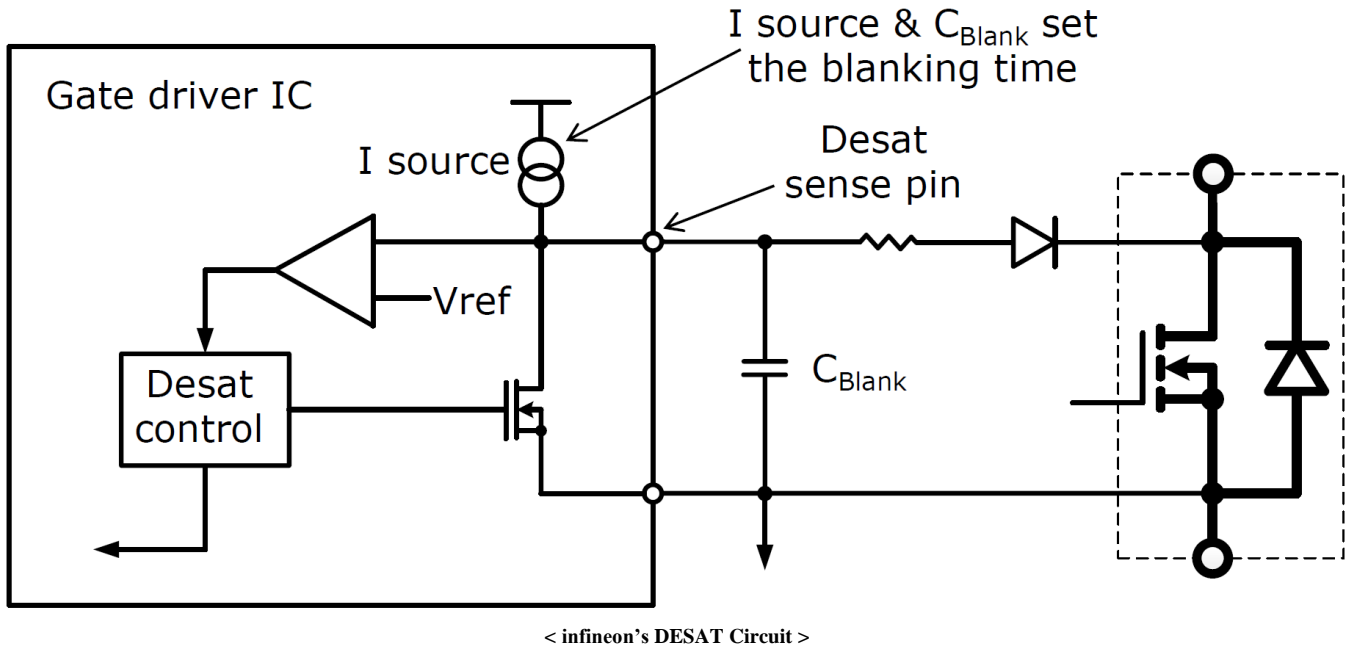 I source & CBlank set
the blanking time
Gate driver IC
I source
Desat
sense pin
Vref
Desat
control
CBlank
< infineon's DESAT Circuit >